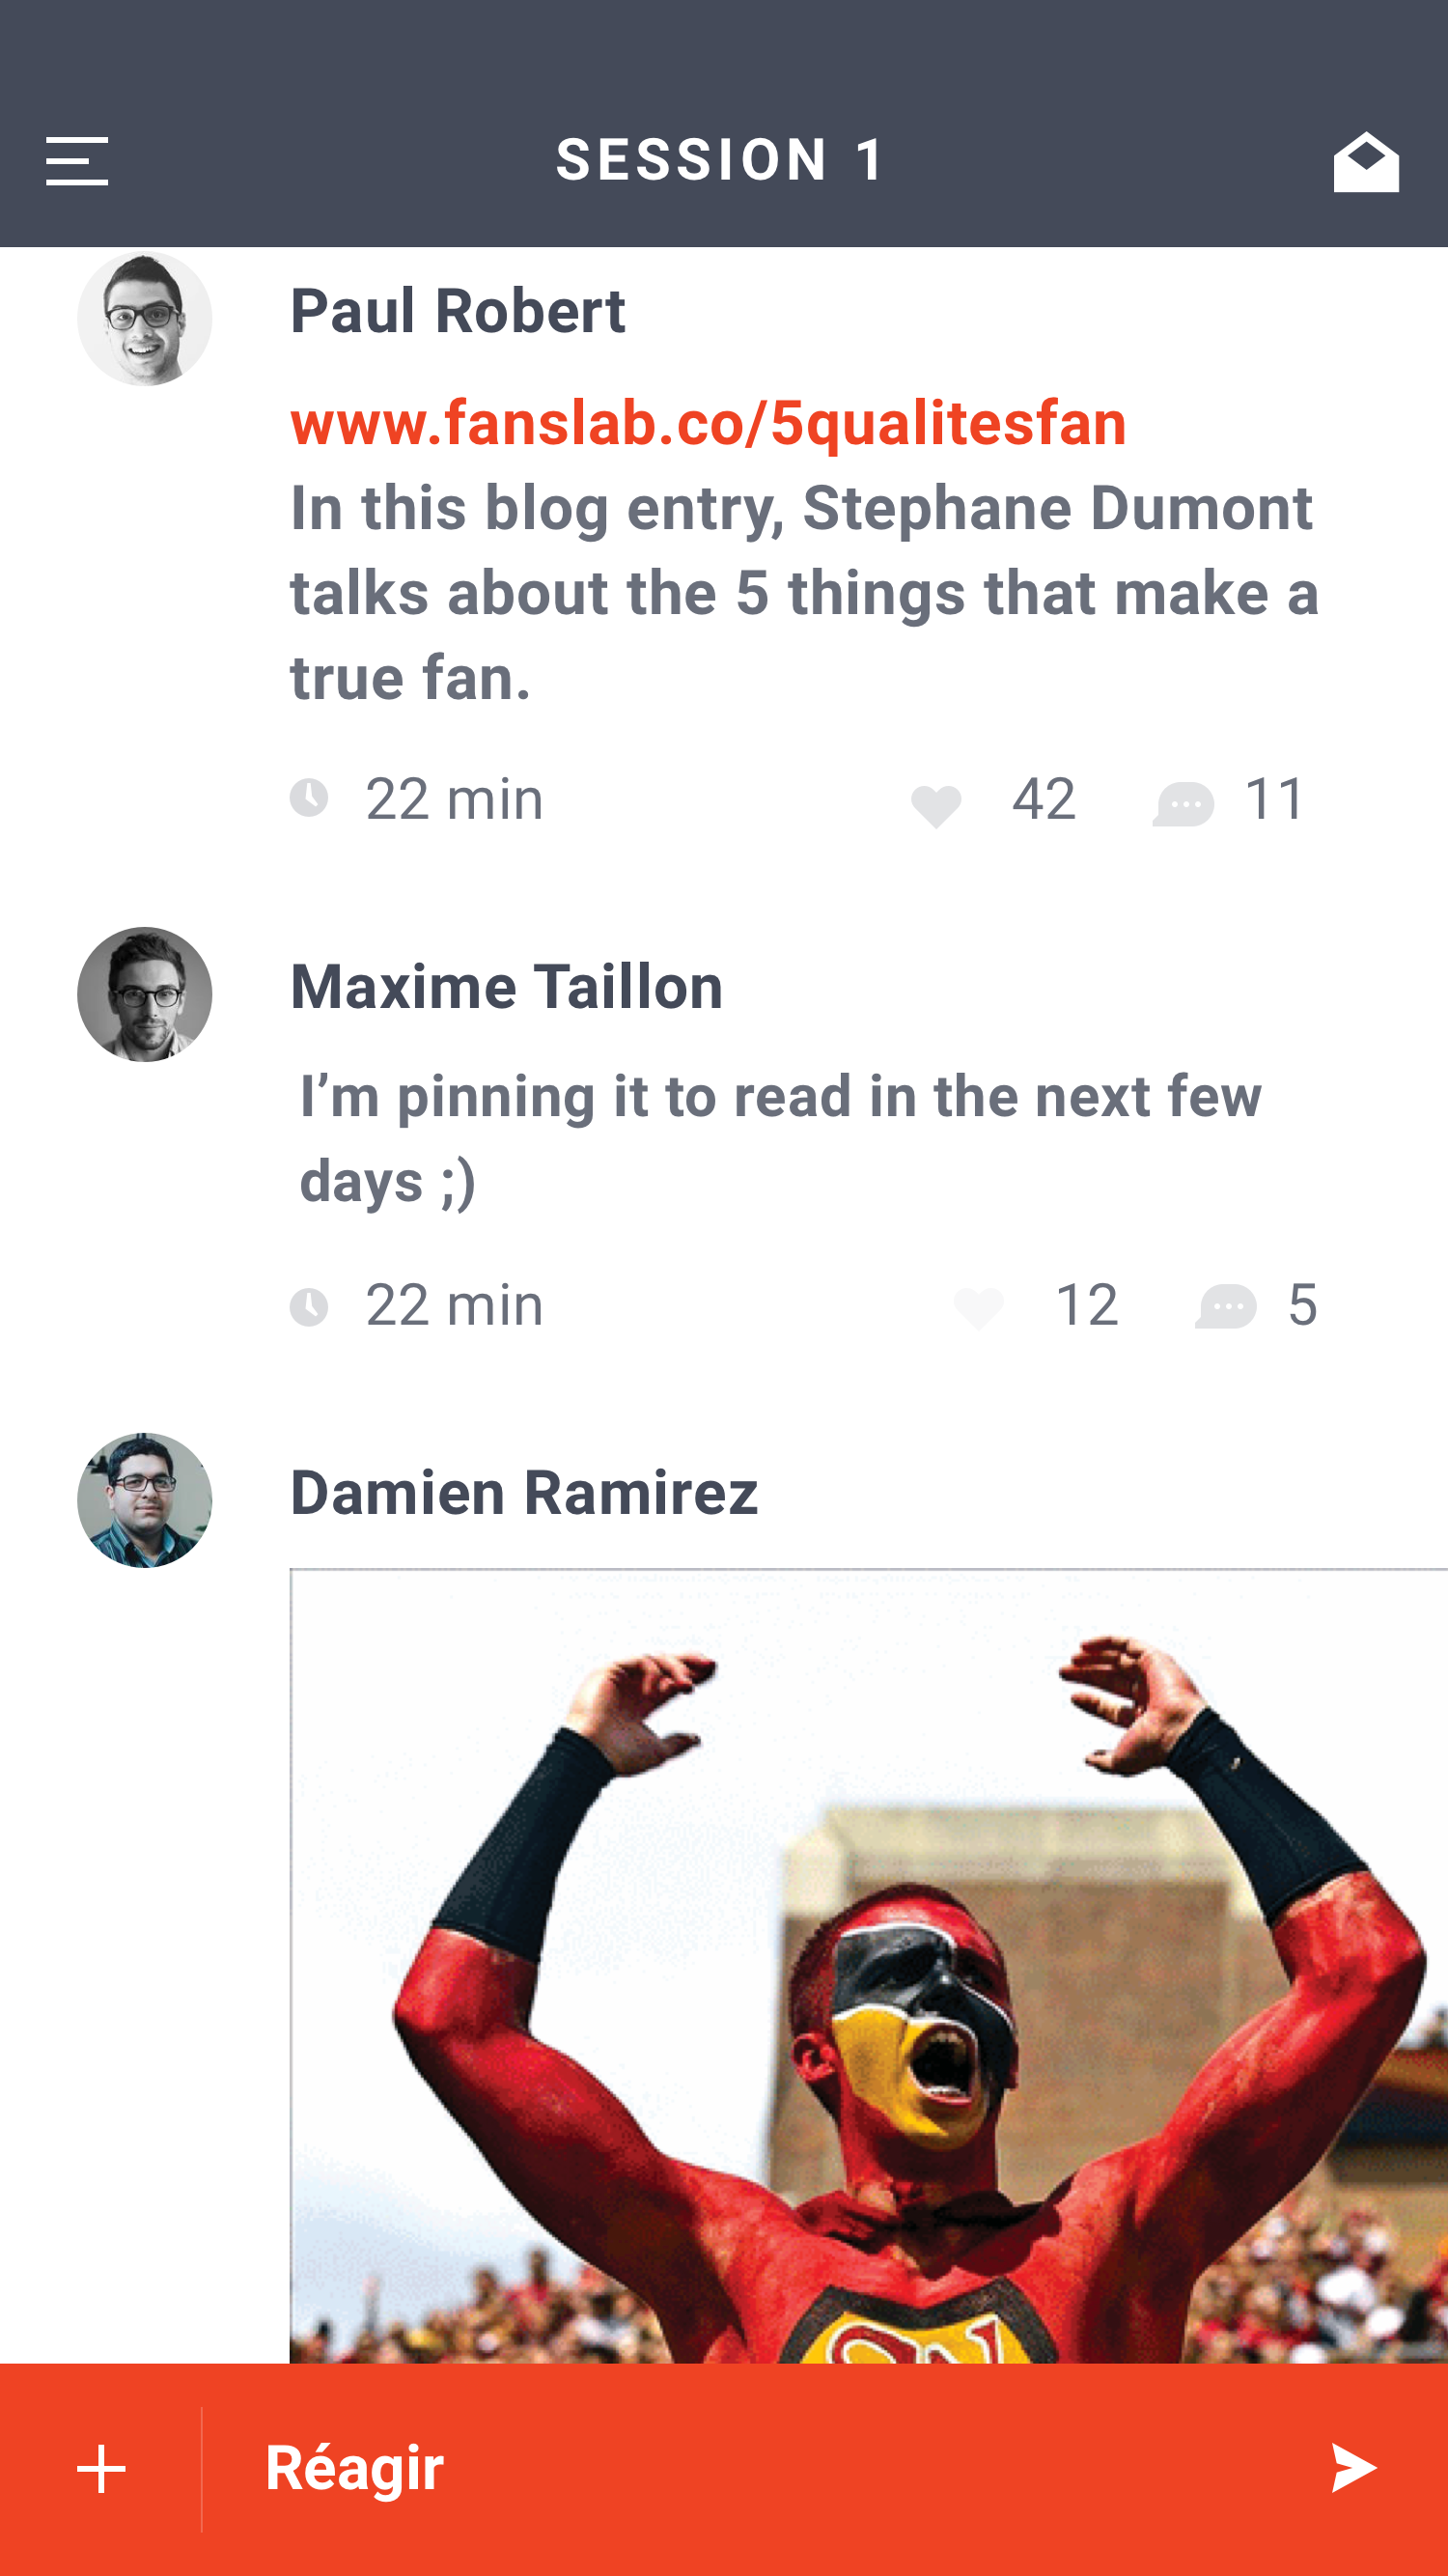 SESSION 1
Paul Robert
www.fanslab.co/5qualitesfan
In this blog entry, Stephane Dumont
talks about the 5 things that make a
true fan.
22 min 42 11
Maxime Taillon
I’m pinning it to read in the next few
days ;)
22 min 12 5
Damien Ramirez
Réagir